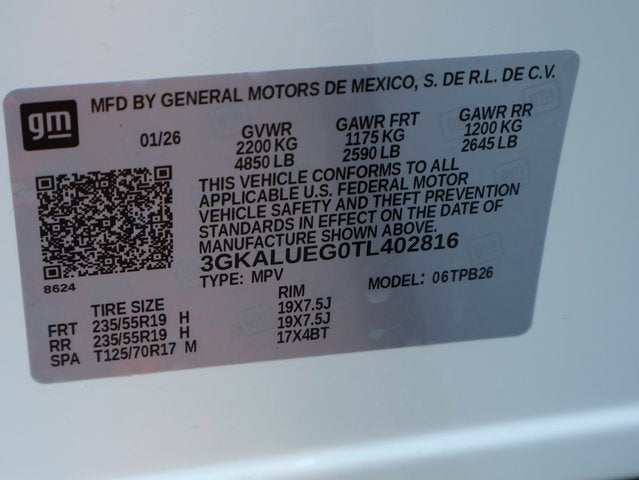 gm
MFD BY GENERAL MOTORS DE MEXICO, S. DE R.L. DE C.V.
01/26 GVWR GAWR FRT GAWR RR
2200 KG 1175 KG 1200 KG
4850 LB 2590 LB 2645 LB
THIS VEHICLE CONFORMS TO ALL
APPLICABLE U.S. FEDERAL MOTOR
VEHICLE SAFETY AND THEFT PREVENTION
STANDARDS IN EFFECT ON THE DATE OF
MANUFACTURE SHOWN ABOVE.
3GKALUEG0TL402816
8624
TYPE: MPV MODEL: 06TPB26
TIRE SIZE RIM
FRT 235/55R19 H 19X7.5J
RR 235/55R19 H 19X7.5J
SPA T125/70R17 M 17X4BT